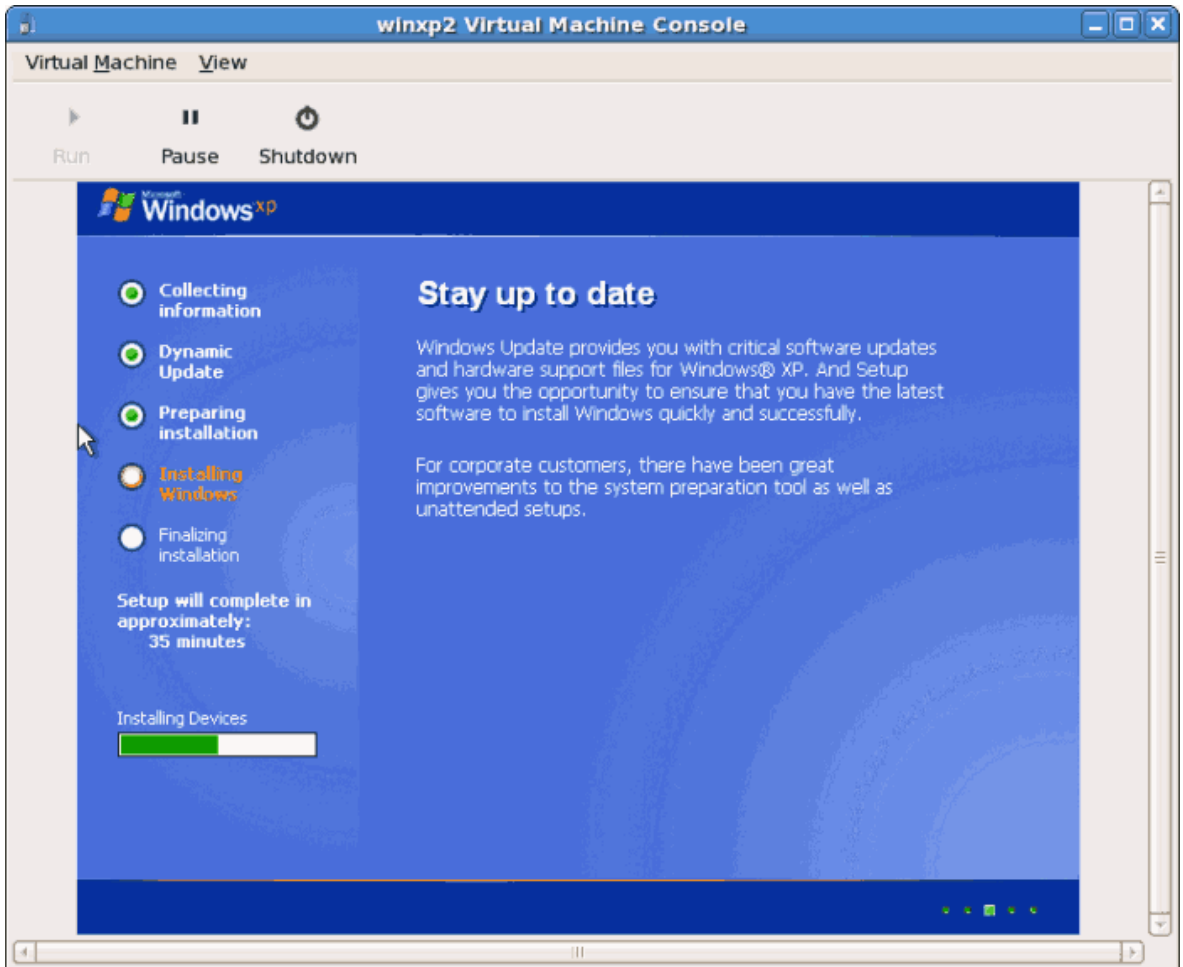 winxp2 Virtual Machine Console
Virtual Machine View
Run Pause Shutdown
Microsoft
Windows xp
Collecting
information
Dynamic
Update
Preparing
installation
Installing
Windows
Finalizing
installation
Setup will complete in
approximately:
35 minutes
Installing Devices
Stay up to date
Windows Update provides you with critical software updates
and hardware support files for Windows® XP. And Setup
gives you the opportunity to ensure that you have the latest
software to install Windows quickly and successfully.
For corporate customers, there have been great
improvements to the system preparation tool as well as
unattended setups.